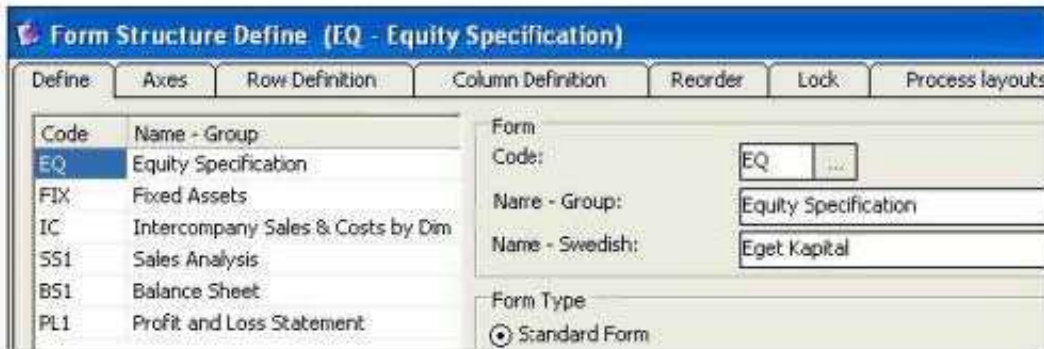 Form Structure Define (EQ - Equity Specification)
Define Axes Row Definition Column Definition Reorder Lock Process layouts
Code Name - Group
EQ Equity Specification
FIX Fixed Assets
IC Intercompany Sales & Costs by Dim
SS1 Sales Analysis
BS1 Balance Sheet
PL1 Profit and Loss Statement
Form
Code: EQ ...
Name - Group: Equity Specification
Name - Swedish: Eget Kapital
Form Type
Standard Form